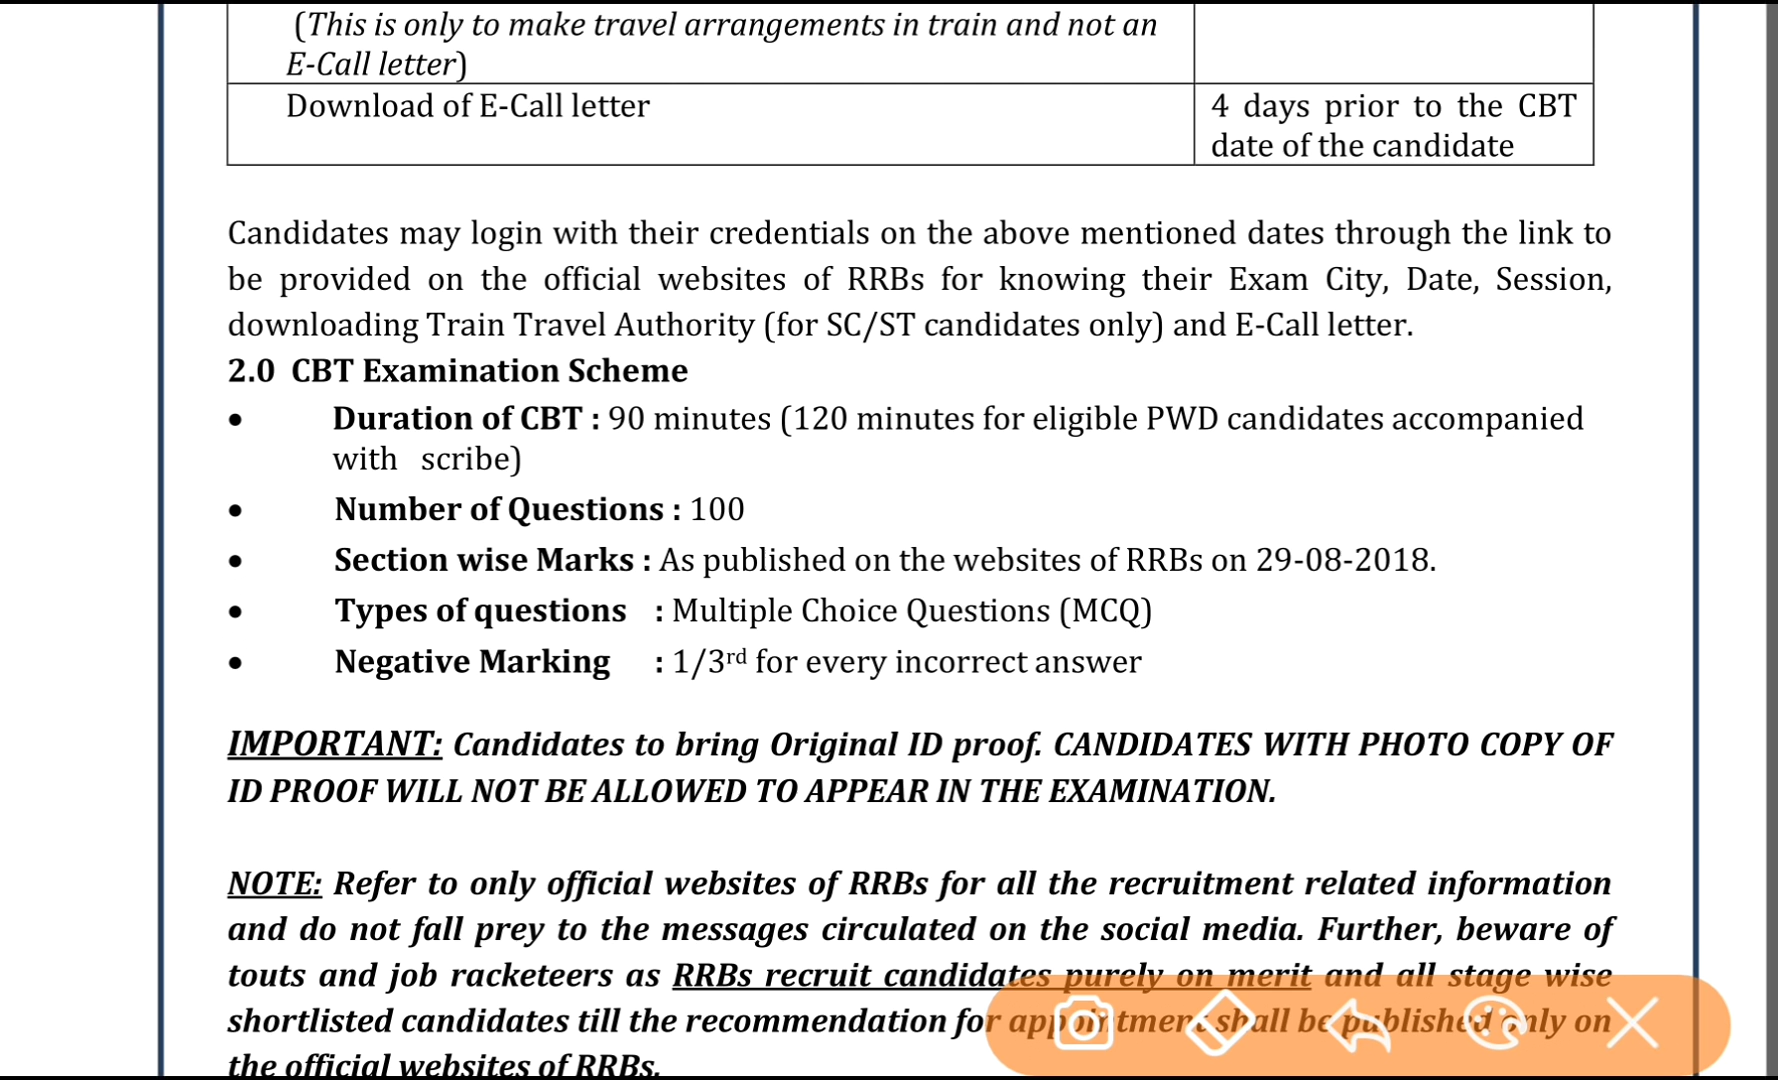 (This is only to make travel arrangements in train and not an
E-Call letter)
Download of E-Call letter
4 days prior to the CBT
date of the candidate
Candidates may login with their credentials on the above mentioned dates through the link to
be provided on the official websites of RRBs for knowing their Exam City, Date, Session,
downloading Train Travel Authority (for SC/ST candidates only) and E-Call letter.
2.0 CBT Examination Scheme
• Duration of CBT : 90 minutes (120 minutes for eligible PWD candidates accompanied
with scribe)
• Number of Questions : 100
• Section wise Marks : As published on the websites of RRBs on 29-08-2018.
• Types of questions : Multiple Choice Questions (MCQ)
• Negative Marking : 1/3rd for every incorrect answer
IMPORTANT: Candidates to bring Original ID proof. CANDIDATES WITH PHOTO COPY OF
ID PROOF WILL NOT BE ALLOWED TO APPEAR IN THE EXAMINATION.
NOTE: Refer to only official websites of RRBs for all the recruitment related information
and do not fall prey to the messages circulated on the social media. Further, beware of
touts and job racketeers as RRBs recruit candidates purely on merit and all stage wise
shortlisted candidates till the recommendation for appointment shall be published only on
the official websites of RRBs.